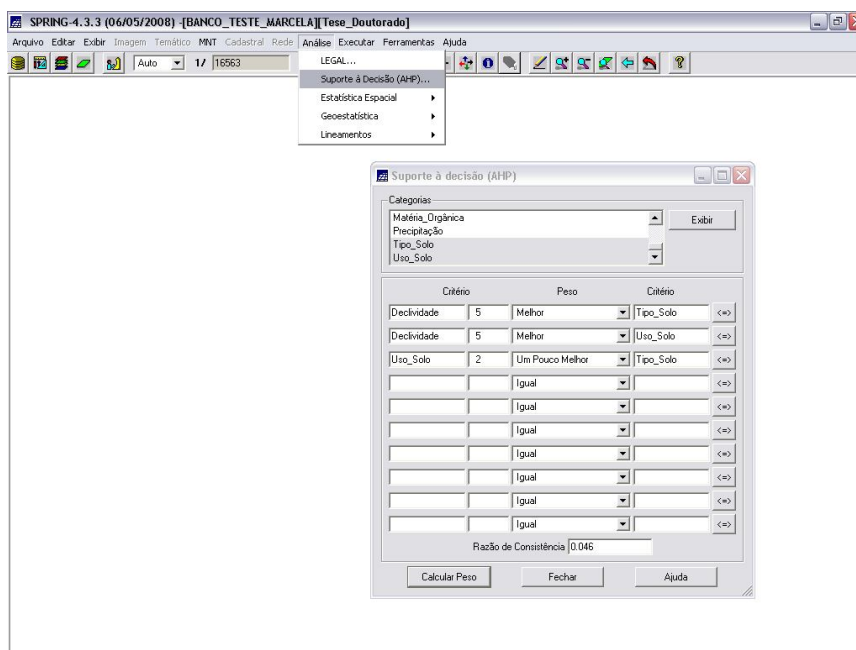 SPRING-4.3.3 (06/05/2008) -[BANCO_TESTE_MARCELA][Tese_Doutorado]
Arquivo Editar Exibir Imagem Temático MNT Cadastral Rede Análise Executar Ferramentas Ajuda
Auto 1/ 16563
LEGAL...
Suporte à Decisão (AHP)...
Estatística Espacial
Geoestatística
Lineamentos
Suporte à decisão (AHP)
Categorias
Matéria_Orgânica
Precipitação
Tipo_Solo
Uso_Solo
Exibir
Critério Peso Critério
Declividade 5 Melhor Tipo_Solo <=>
Declividade 5 Melhor Uso_Solo <=>
Uso_Solo 2 Um Pouco Melhor Tipo_Solo <=>
Igual <=>
Igual <=>
Igual <=>
Igual <=>
Igual <=>
Igual <=>
Igual <=>
Razão de Consistência 0.046
Calcular Peso Fechar Ajuda